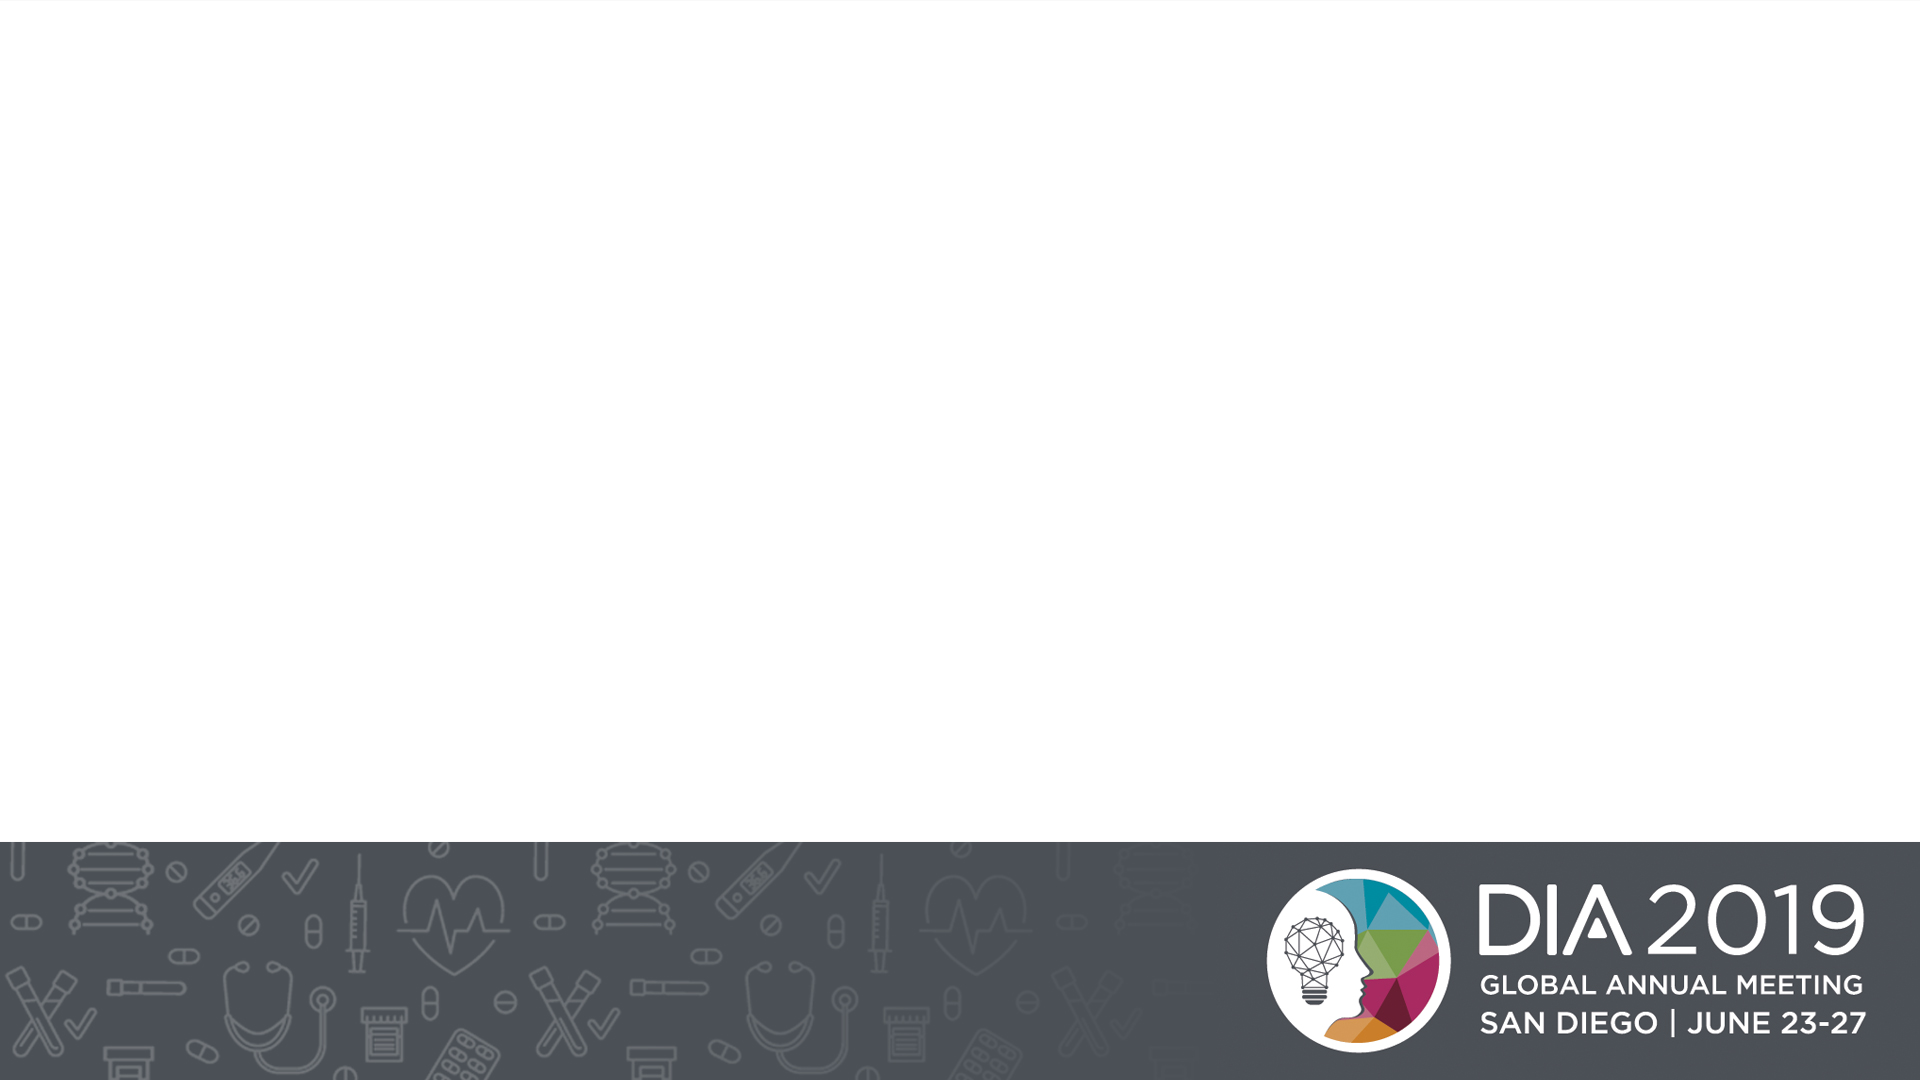 DIA 2019
GLOBAL ANNUAL MEETING
SAN DIEGO | JUNE 23-27